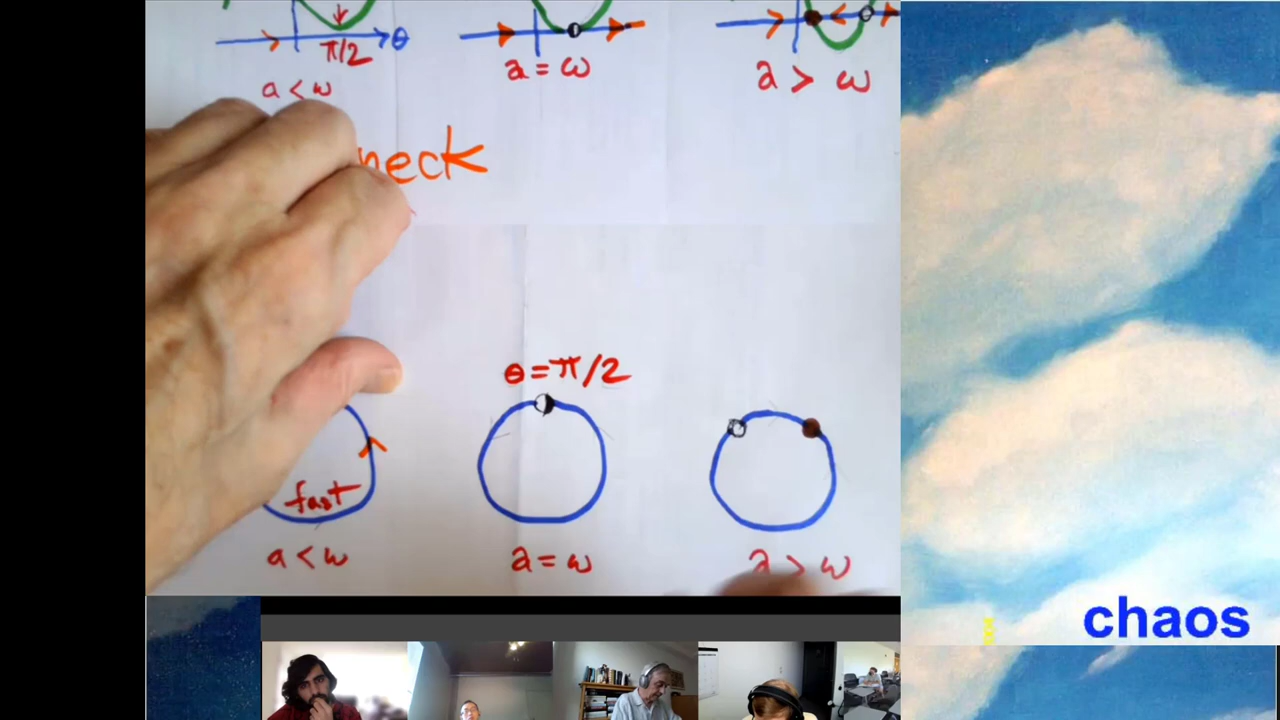 θ
π/2
a < ω a = ω a > ω
neck
θ = π/2
fast
a < ω a = ω a > ω
chaos